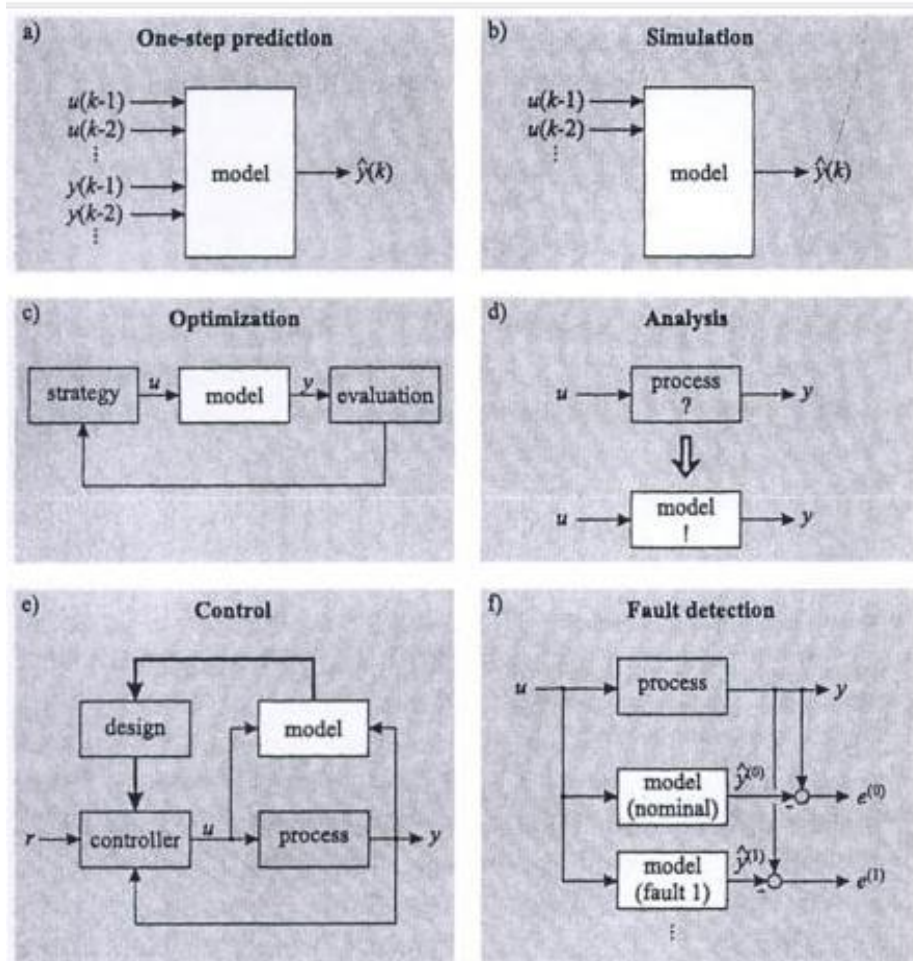 a)
One-step prediction
u(k-1)
u(k-2)
⋮
y(k-1)
y(k-2)
⋮
model
ŷ(k)
b)
Simulation
u(k-1)
u(k-2)
⋮
model
ŷ(k)
c)
Optimization
strategy
u
model
y
evaluation
d)
Analysis
u
process
?
y
u
model
!
y
e)
Control
design
model
r
controller
u
process
y
f)
Fault detection
u
process
y
model
(nominal)
ŷ(0)
-
e(0)
model
(fault 1)
ŷ(1)
-
e(1)
⋮